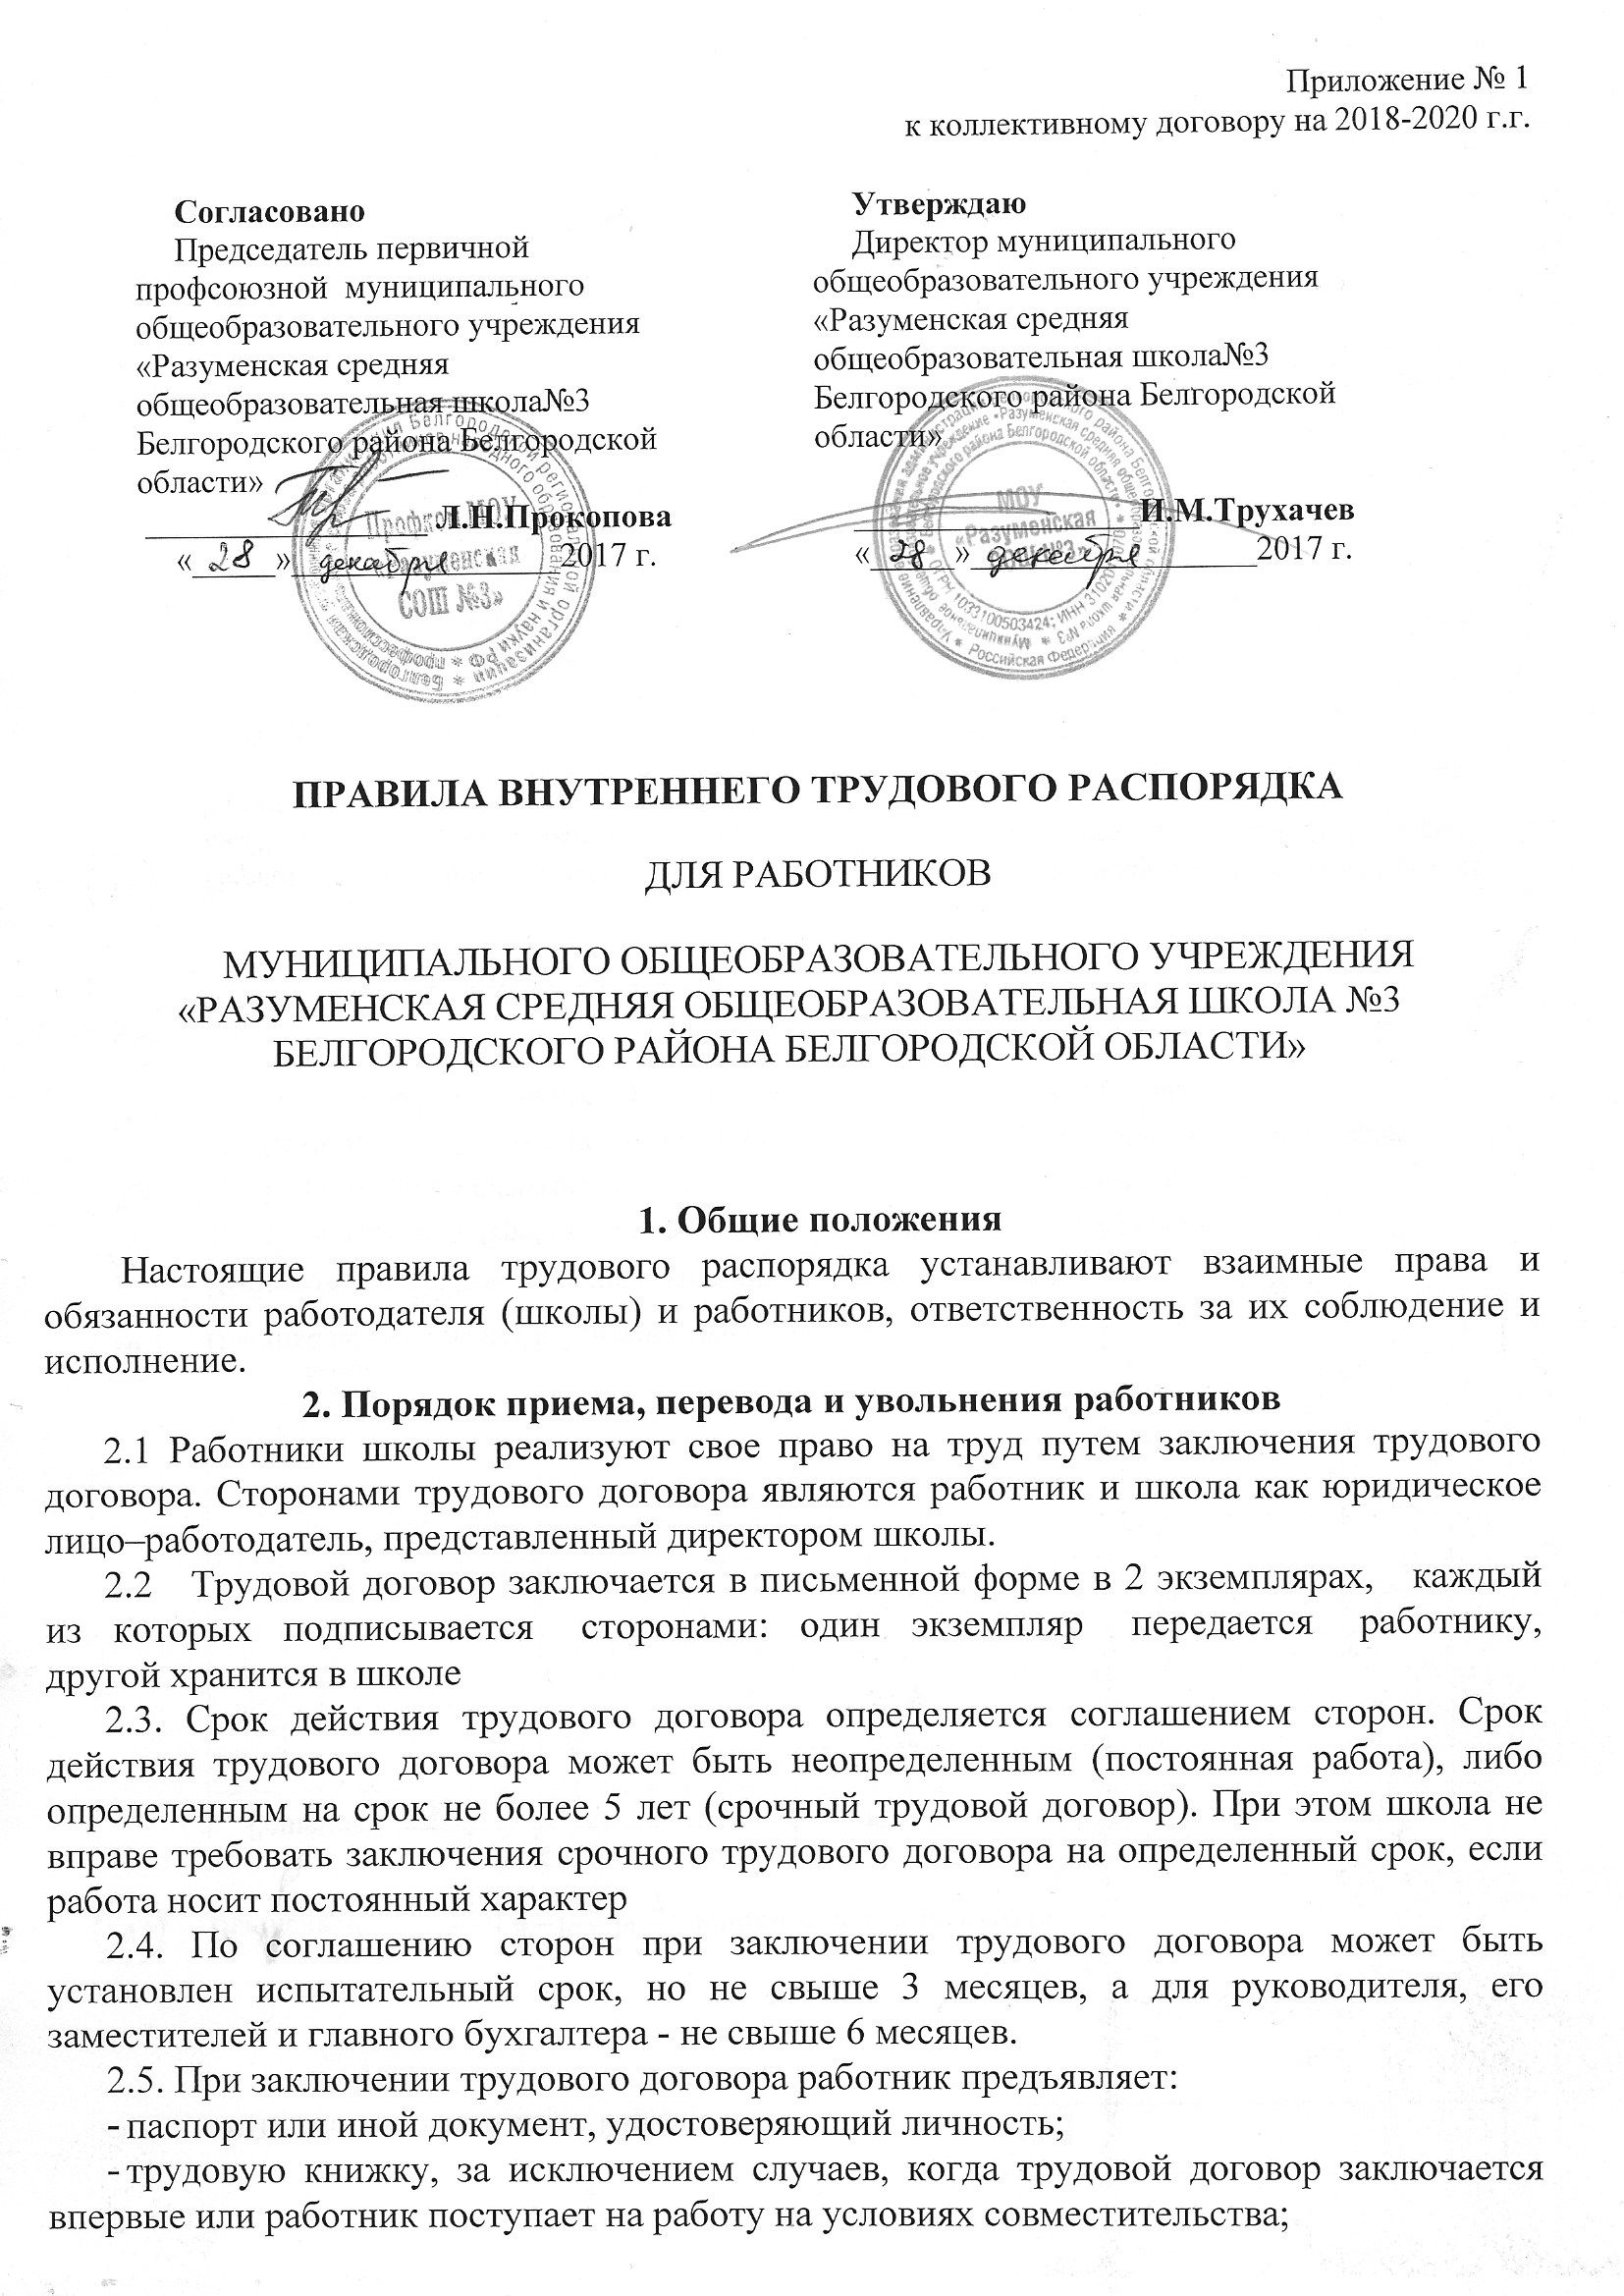 Приложение № 1
к коллективному договору на 2018-2020 г.г.
Согласовано
Председатель первичной
профсоюзной муниципального
общеобразовательного учреждения
«Разуменская средняя
общеобразовательная школа№3
Белгородского района Белгородской
области»
Л.Н.Прокопова
« 28 » декабря 2017 г.
Профком МОУ
«Разуменская
СОШ №3»
Утверждаю
Директор муниципального
общеобразовательного учреждения
«Разуменская средняя
общеобразовательная школа№3
Белгородского района Белгородской
области»
И.М.Трухачев
« 28 » декабря 2017 г.
МОУ
«Разуменская
ПРАВИЛА ВНУТРЕННЕГО ТРУДОВОГО РАСПОРЯДКА
ДЛЯ РАБОТНИКОВ
МУНИЦИПАЛЬНОГО ОБЩЕОБРАЗОВАТЕЛЬНОГО УЧРЕЖДЕНИЯ
«РАЗУМЕНСКАЯ СРЕДНЯЯ ОБЩЕОБРАЗОВАТЕЛЬНАЯ ШКОЛА №3
БЕЛГОРОДСКОГО РАЙОНА БЕЛГОРОДСКОЙ ОБЛАСТИ»
1. Общие положения
Настоящие правила трудового распорядка устанавливают взаимные права и
обязанности работодателя (школы) и работников, ответственность за их соблюдение и
исполнение.
2. Порядок приема, перевода и увольнения работников
2.1 Работники школы реализуют свое право на труд путем заключения трудового
договора. Сторонами трудового договора являются работник и школа как юридическое
лицо–работодатель, представленный директором школы.
2.2 Трудовой договор заключается в письменной форме в 2 экземплярах, каждый
из которых подписывается сторонами: один экземпляр передается работнику,
другой хранится в школе
2.3. Срок действия трудового договора определяется соглашением сторон. Срок
действия трудового договора может быть неопределенным (постоянная работа), либо
определенным на срок не более 5 лет (срочный трудовой договор). При этом школа не
вправе требовать заключения срочного трудового договора на определенный срок, если
работа носит постоянный характер
2.4. По соглашению сторон при заключении трудового договора может быть
установлен испытательный срок, но не свыше 3 месяцев, а для руководителя, его
заместителей и главного бухгалтера - не свыше 6 месяцев.
2.5. При заключении трудового договора работник предъявляет:
- паспорт или иной документ, удостоверяющий личность;
- трудовую книжку, за исключением случаев, когда трудовой договор заключается
впервые или работник поступает на работу на условиях совместительства;